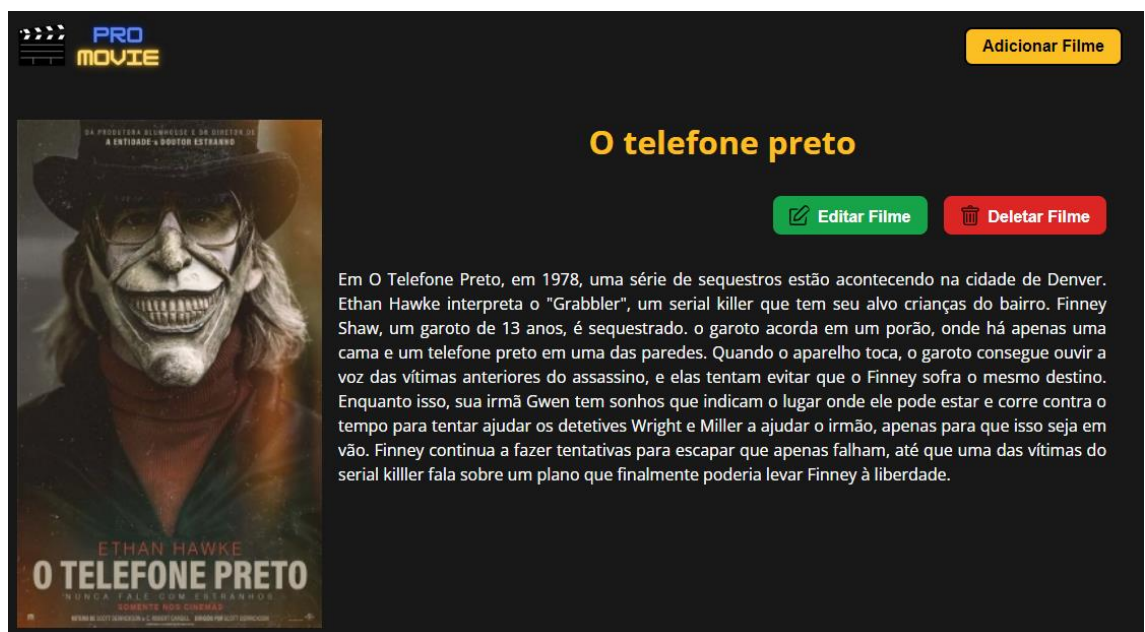 PRO
MOVIE
Adicionar Filme
DA PRODUTORA BLUMHOUSE E DO DIRETOR DE
A ENTIDADE e DOUTOR ESTRANHO
ETHAN HAWKE
O TELEFONE PRETO
NUNCA FALE COM ESTRANHOS
SOMENTE NOS CINEMAS
O telefone preto
Editar Filme
Deletar Filme
Em O Telefone Preto, em 1978, uma série de sequestros estão acontecendo na cidade de Denver.
Ethan Hawke interpreta o "Grabbler", um serial killer que tem seu alvo crianças do bairro. Finney
Shaw, um garoto de 13 anos, é sequestrado. o garoto acorda em um porão, onde há apenas uma
cama e um telefone preto em uma das paredes. Quando o aparelho toca, o garoto consegue ouvir a
voz das vítimas anteriores do assassino, e elas tentam evitar que o Finney sofra o mesmo destino.
Enquanto isso, sua irmã Gwen tem sonhos que indicam o lugar onde ele pode estar e corre contra o
tempo para tentar ajudar os detetives Wright e Miller a ajudar o irmão, apenas para que isso seja em
vão. Finney continua a fazer tentativas para escapar que apenas falham, até que uma das vítimas do
serial killler fala sobre um plano que finalmente poderia levar Finney à liberdade.